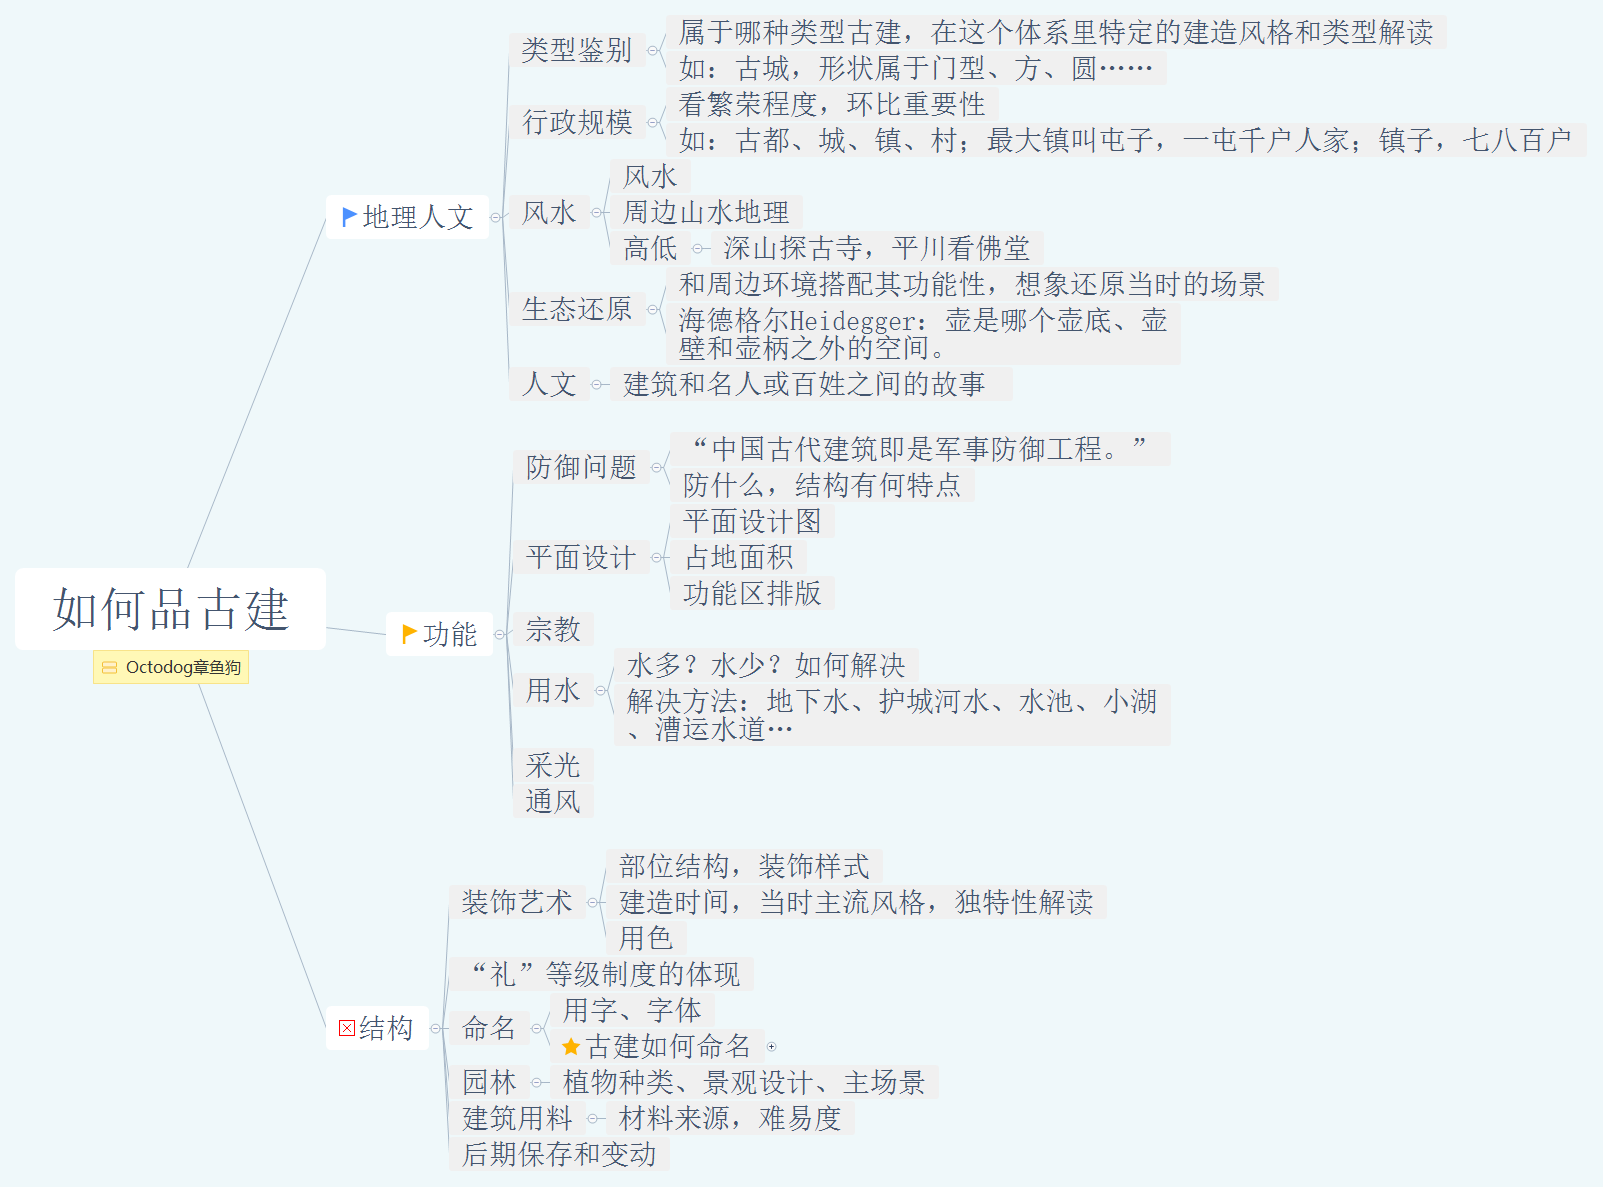 如何品古建
Octodog章鱼狗
地理人文
类型鉴别
属于哪种类型古建，在这个体系里特定的建造风格和类型解读
如：古城，形状属于门型、方、圆……
行政规模
看繁荣程度，环比重要性
如：古都、城、镇、村；最大镇叫屯子，一屯千户人家；镇子，七八百户
风水
风水
周边山水地理
高低
深山探古寺，平川看佛堂
生态还原
和周边环境搭配其功能性，想象还原当时的场景
海德格尔Heidegger：壶是哪个壶底、壶
壁和壶柄之外的空间。
人文
建筑和名人或百姓之间的故事
功能
防御问题
“中国古代建筑即是军事防御工程。”
防什么，结构有何特点
平面设计
平面设计图
占地面积
功能区排版
宗教
用水
水多？水少？如何解决
解决方法：地下水、护城河水、水池、小湖
、漕运水道…
采光
通风
结构
装饰艺术
部位结构，装饰样式
建造时间，当时主流风格，独特性解读
用色
“礼”等级制度的体现
命名
用字、字体
古建如何命名
园林
植物种类、景观设计、主场景
建筑用料
材料来源，难易度
后期保存和变动